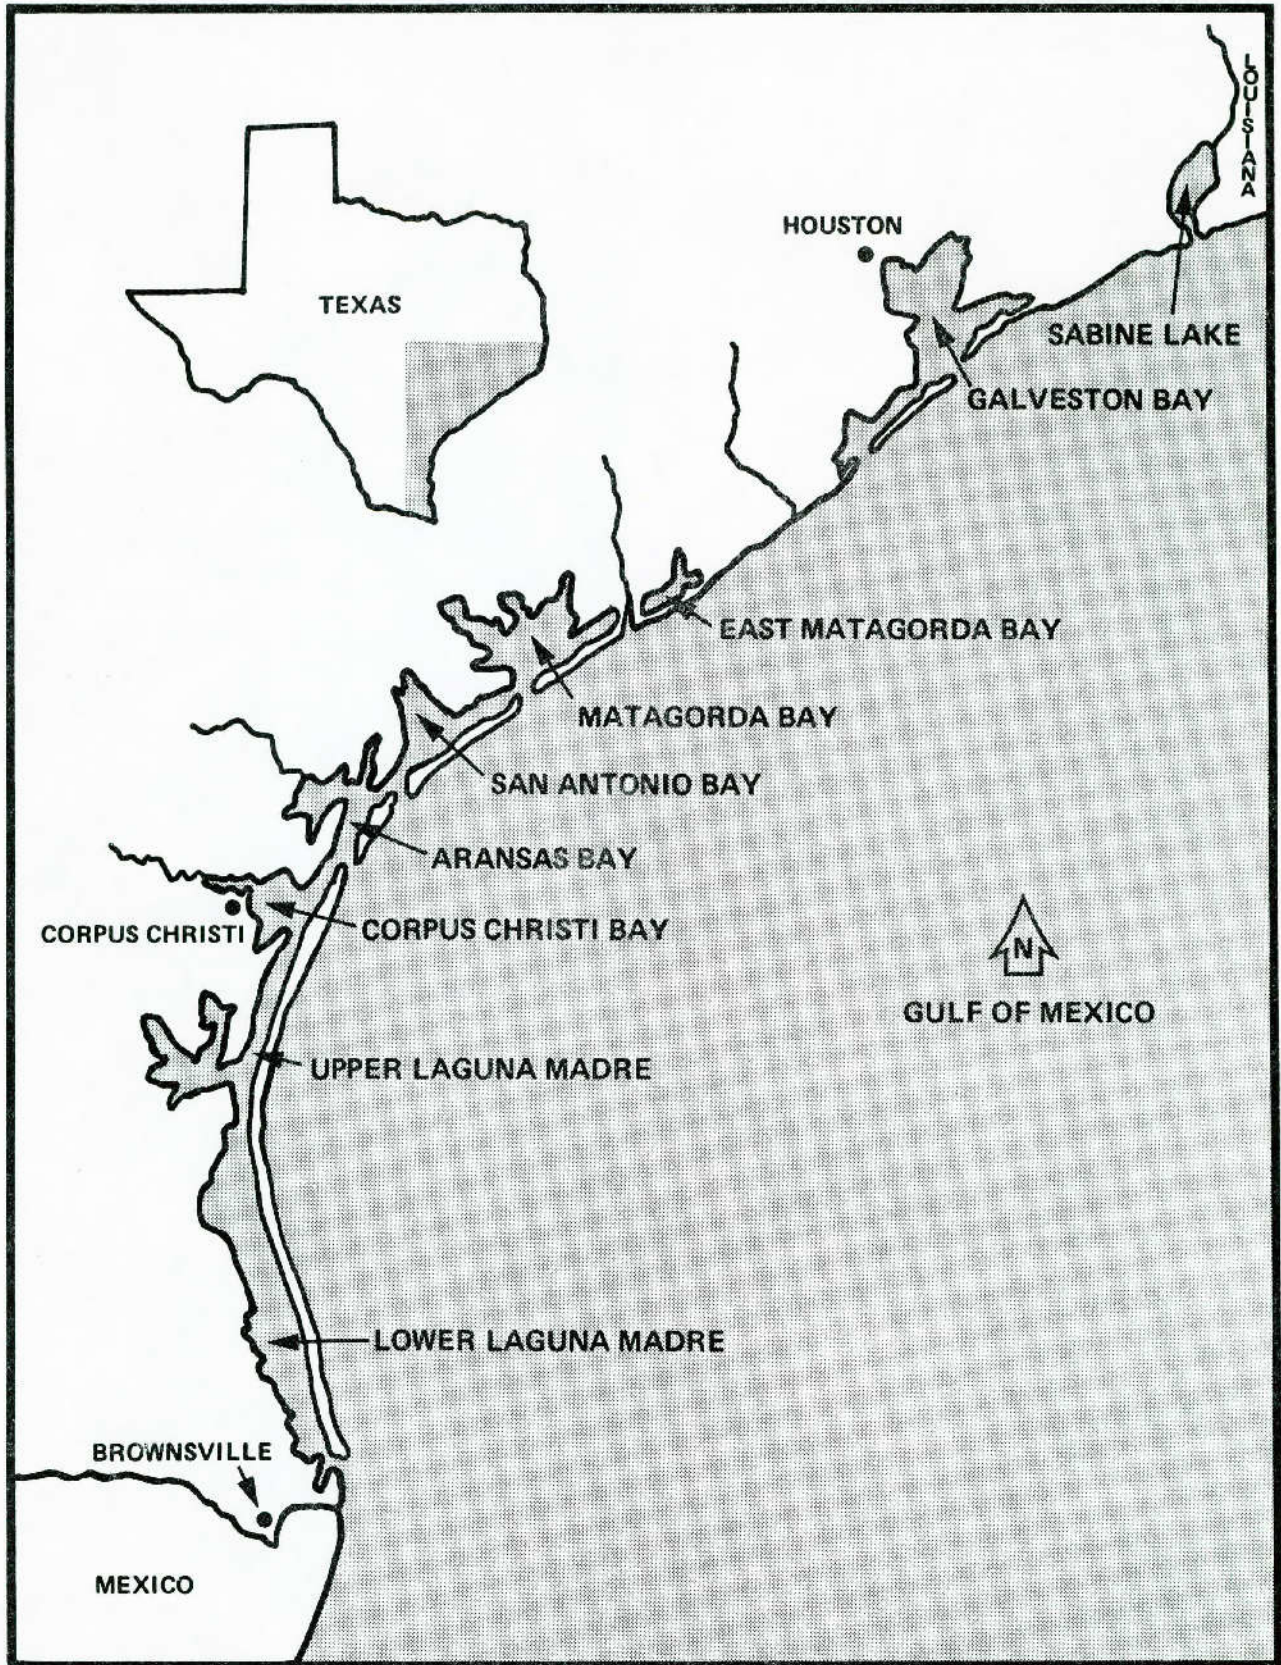 LOUISIANA
HOUSTON
TEXAS
SABINE LAKE
GALVESTON BAY
EAST MATAGORDA BAY
MATAGORDA BAY
SAN ANTONIO BAY
ARANSAS BAY
CORPUS CHRISTI
CORPUS CHRISTI BAY
N
GULF OF MEXICO
UPPER LAGUNA MADRE
LOWER LAGUNA MADRE
BROWNSVILLE
MEXICO